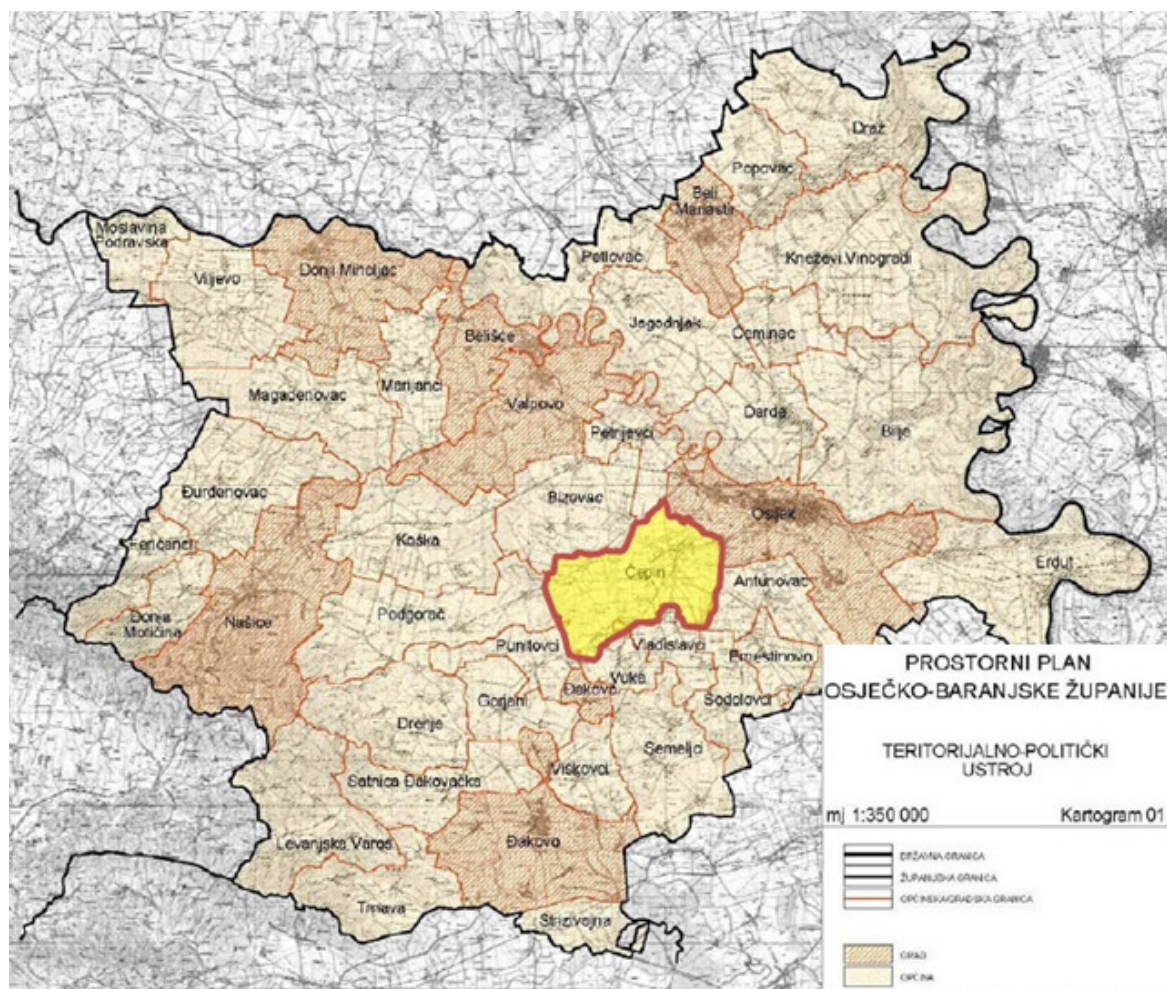 Draž
Popovac
Beli
Manastir
Moslavina
Podravska
Viljevo
Donji Miholjac
Petlovac
Kneževi Vinogradi
Belišće
Jagodnjak
Čeminac
Magadenovac
Marijanci
Valpovo
Darda
Petrijevci
Bilje
Đurđenovac
Bizovac
Osijek
Feričanci
Koška
Čepin
Erdut
Antunovac
Donja
Motičina
Našice
Podgorač
Punitovci
Vladislavci
Ernestinovo
Vuka
Đakovo
Gorjani
Šodolovci
Drenje
Semeljci
Viškovci
Satnica Đakovačka
Levanjska Varoš
Đakovo
Trnava
Strizivojna
PROSTORNI PLAN
OSJEČKO-BARANJSKE ŽUPANIJE
TERITORIJALNO-POLITIČKI
USTROJ
mj 1:350 000 Kartogram 01
DRŽAVNA GRANICA
ŽUPANIJSKA GRANICA
OPĆINSKA/GRADSKA GRANICA
GRAD
OPĆINA